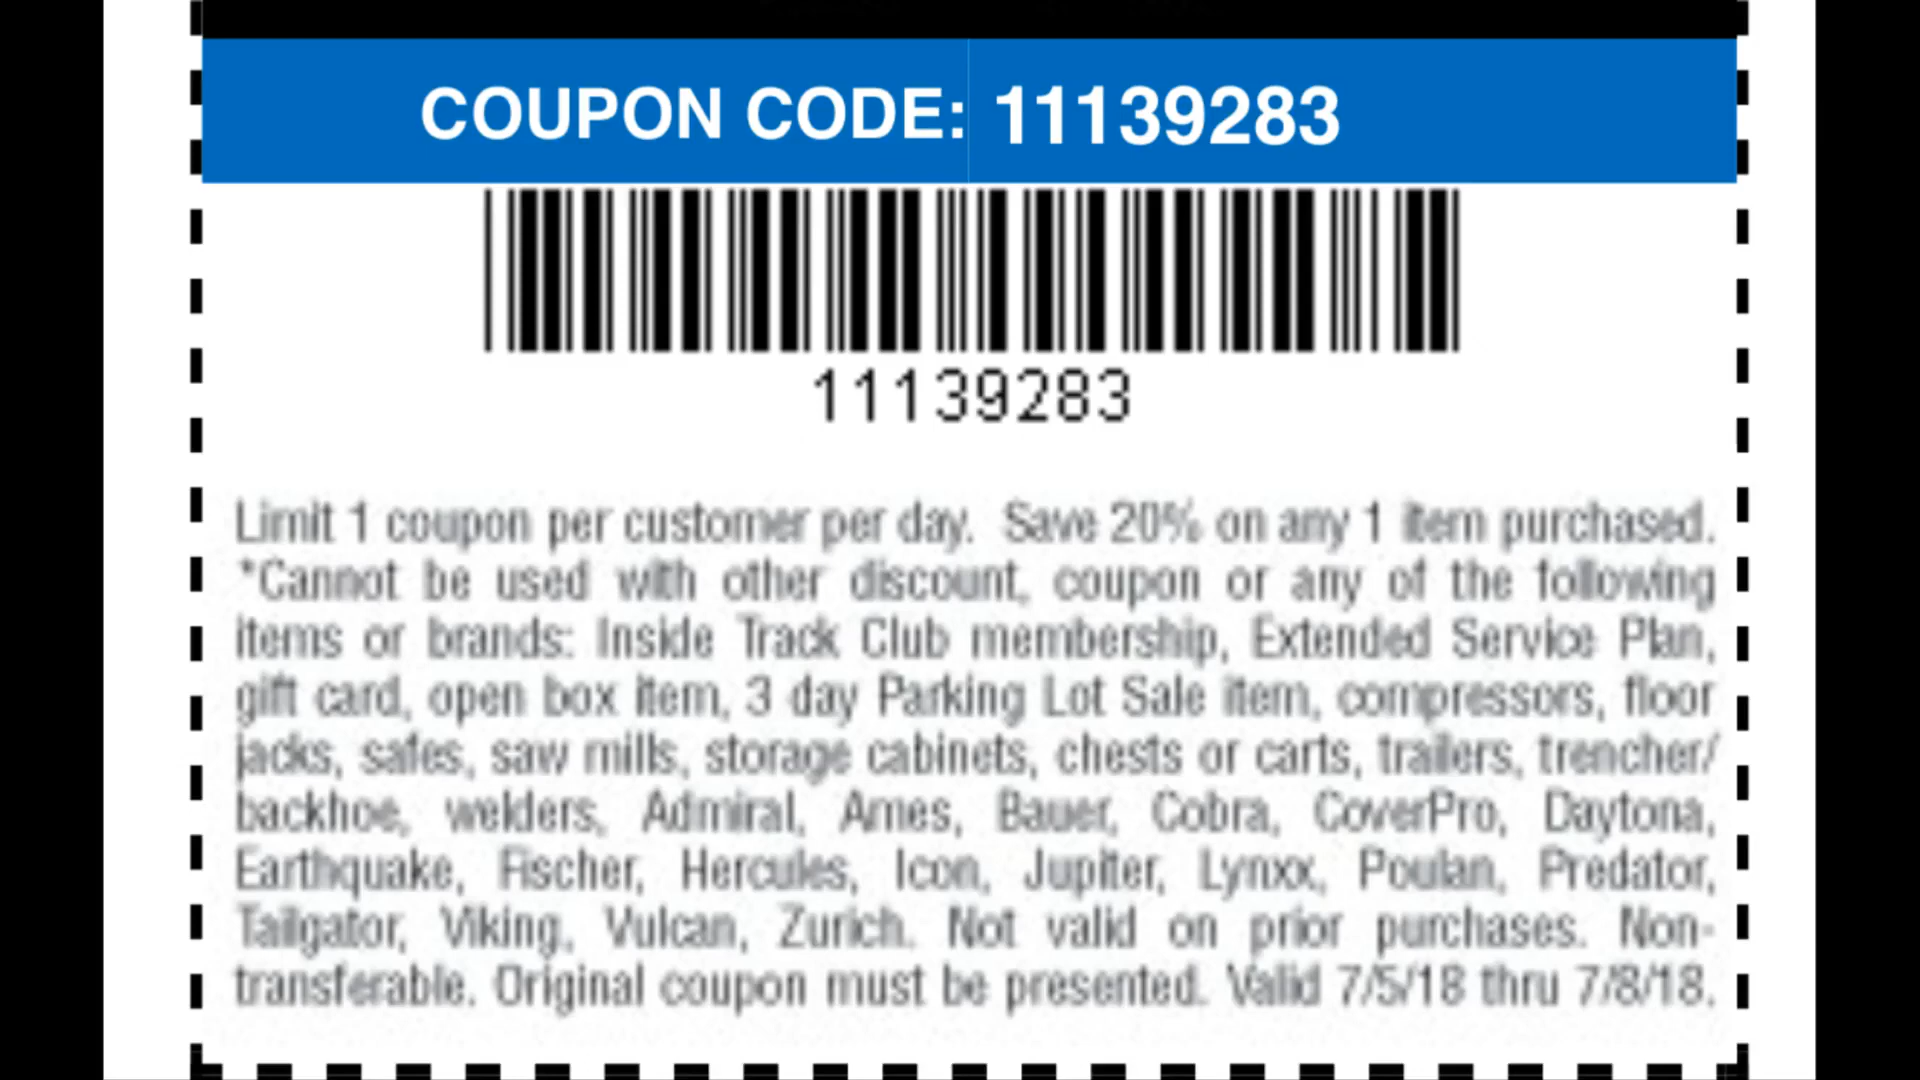 COUPON CODE: 11139283
11139283
Limit 1 coupon per customer per day. Save 20% on any 1 item purchased.
*Cannot be used with other discount, coupon or any of the following
items or brands: Inside Track Club membership, Extended Service Plan,
gift card, open box item, 3 day Parking Lot Sale item, compressors, floor
jacks, safes, saw mills, storage cabinets, chests or carts, trailers, trencher/
backhoe, welders, Admiral, Ames, Bauer, Cobra, CoverPro, Daytona,
Earthquake, Fischer, Hercules, Icon, Jupiter, Lynxx, Poulan, Predator,
Tailgator, Viking, Vulcan, Zurich. Not valid on prior purchases. Non-
transferable. Original coupon must be presented. Valid 7/5/18 thru 7/8/18.